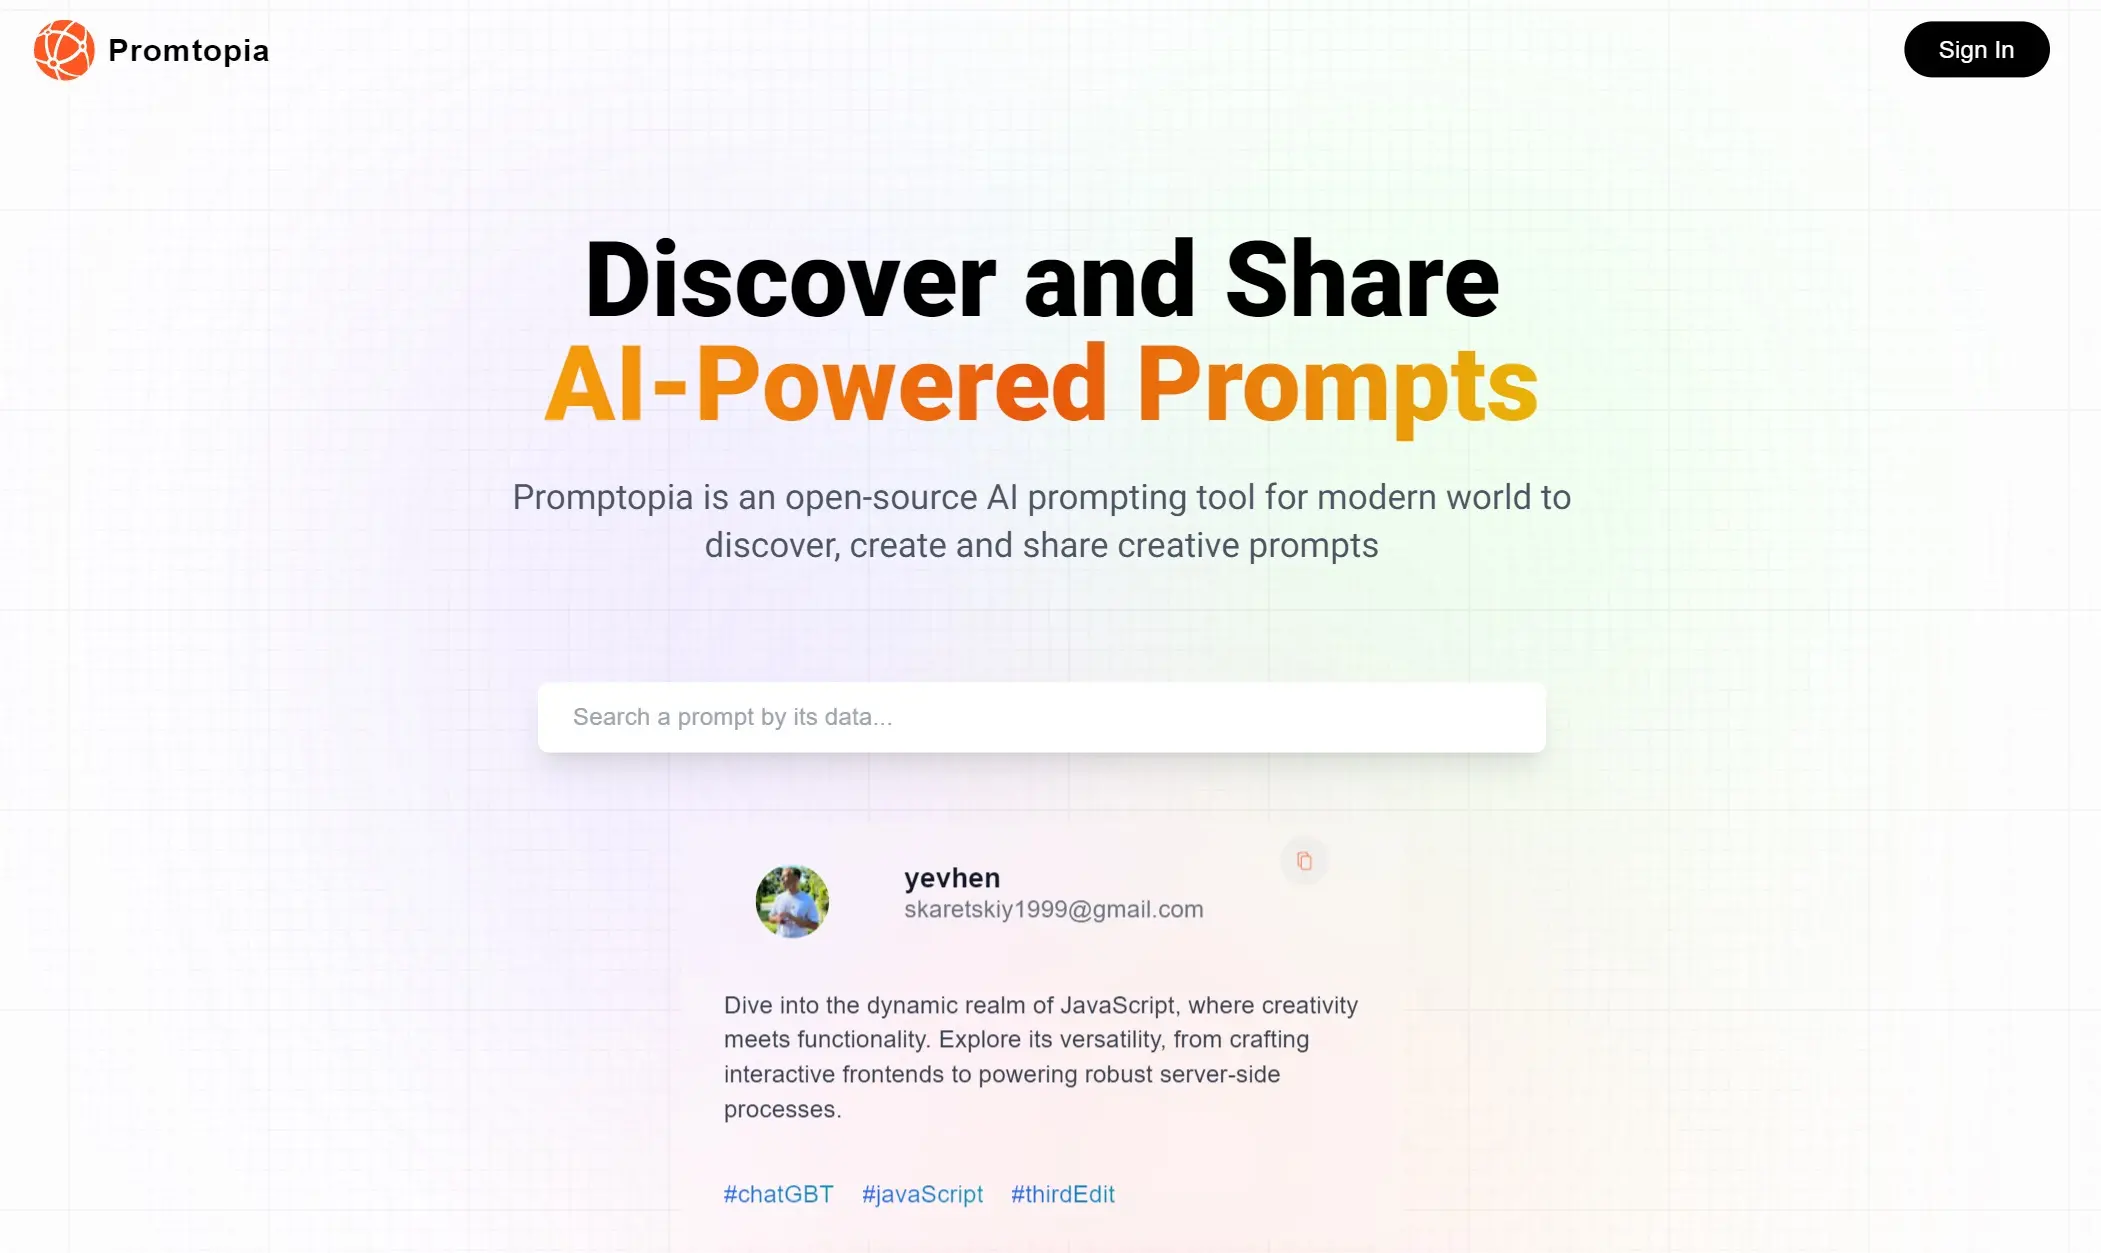 Promtopia
Sign In
Discover and Share
AI-Powered Prompts
Promptopia is an open-source AI prompting tool for modern world to
discover, create and share creative prompts
Search a prompt by its data...
yevhen
skaretskiy1999@gmail.com
Dive into the dynamic realm of JavaScript, where creativity
meets functionality. Explore its versatility, from crafting
interactive frontends to powering robust server-side
processes.
#chatGBT #javaScript #thirdEdit